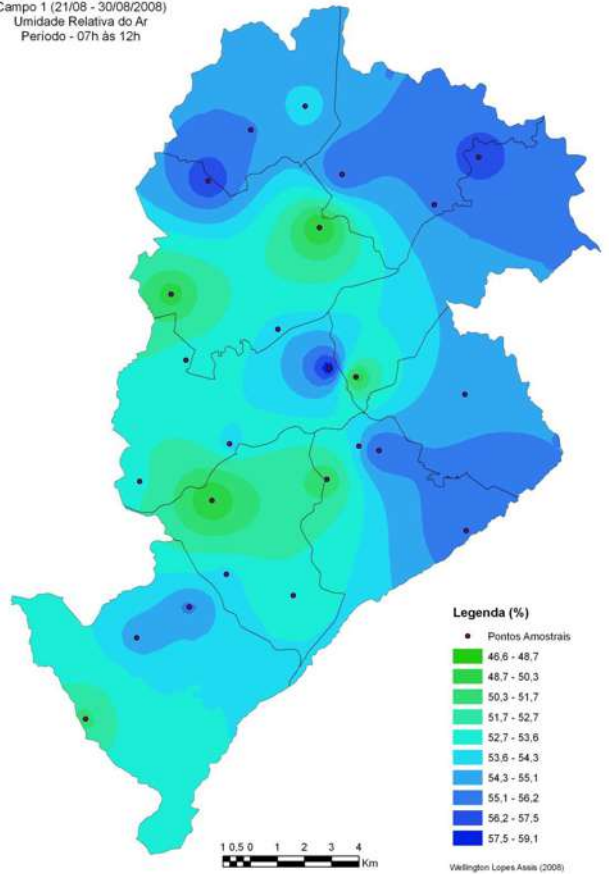 Campo 1 (21/08 - 30/08/2008)
Umidade Relativa do Ar
Período - 07h às 12h
Legenda (%)
Pontos Amostrais
46,6 - 48,7
48,7 - 50,3
50,3 - 51,7
51,7 - 52,7
52,7 - 53,6
53,6 - 54,3
54,3 - 55,1
55,1 - 56,2
56,2 - 57,5
57,5 - 59,1
1 0,5 0 1 2 3 4
Km
Wellington Lopes Assis (2008)